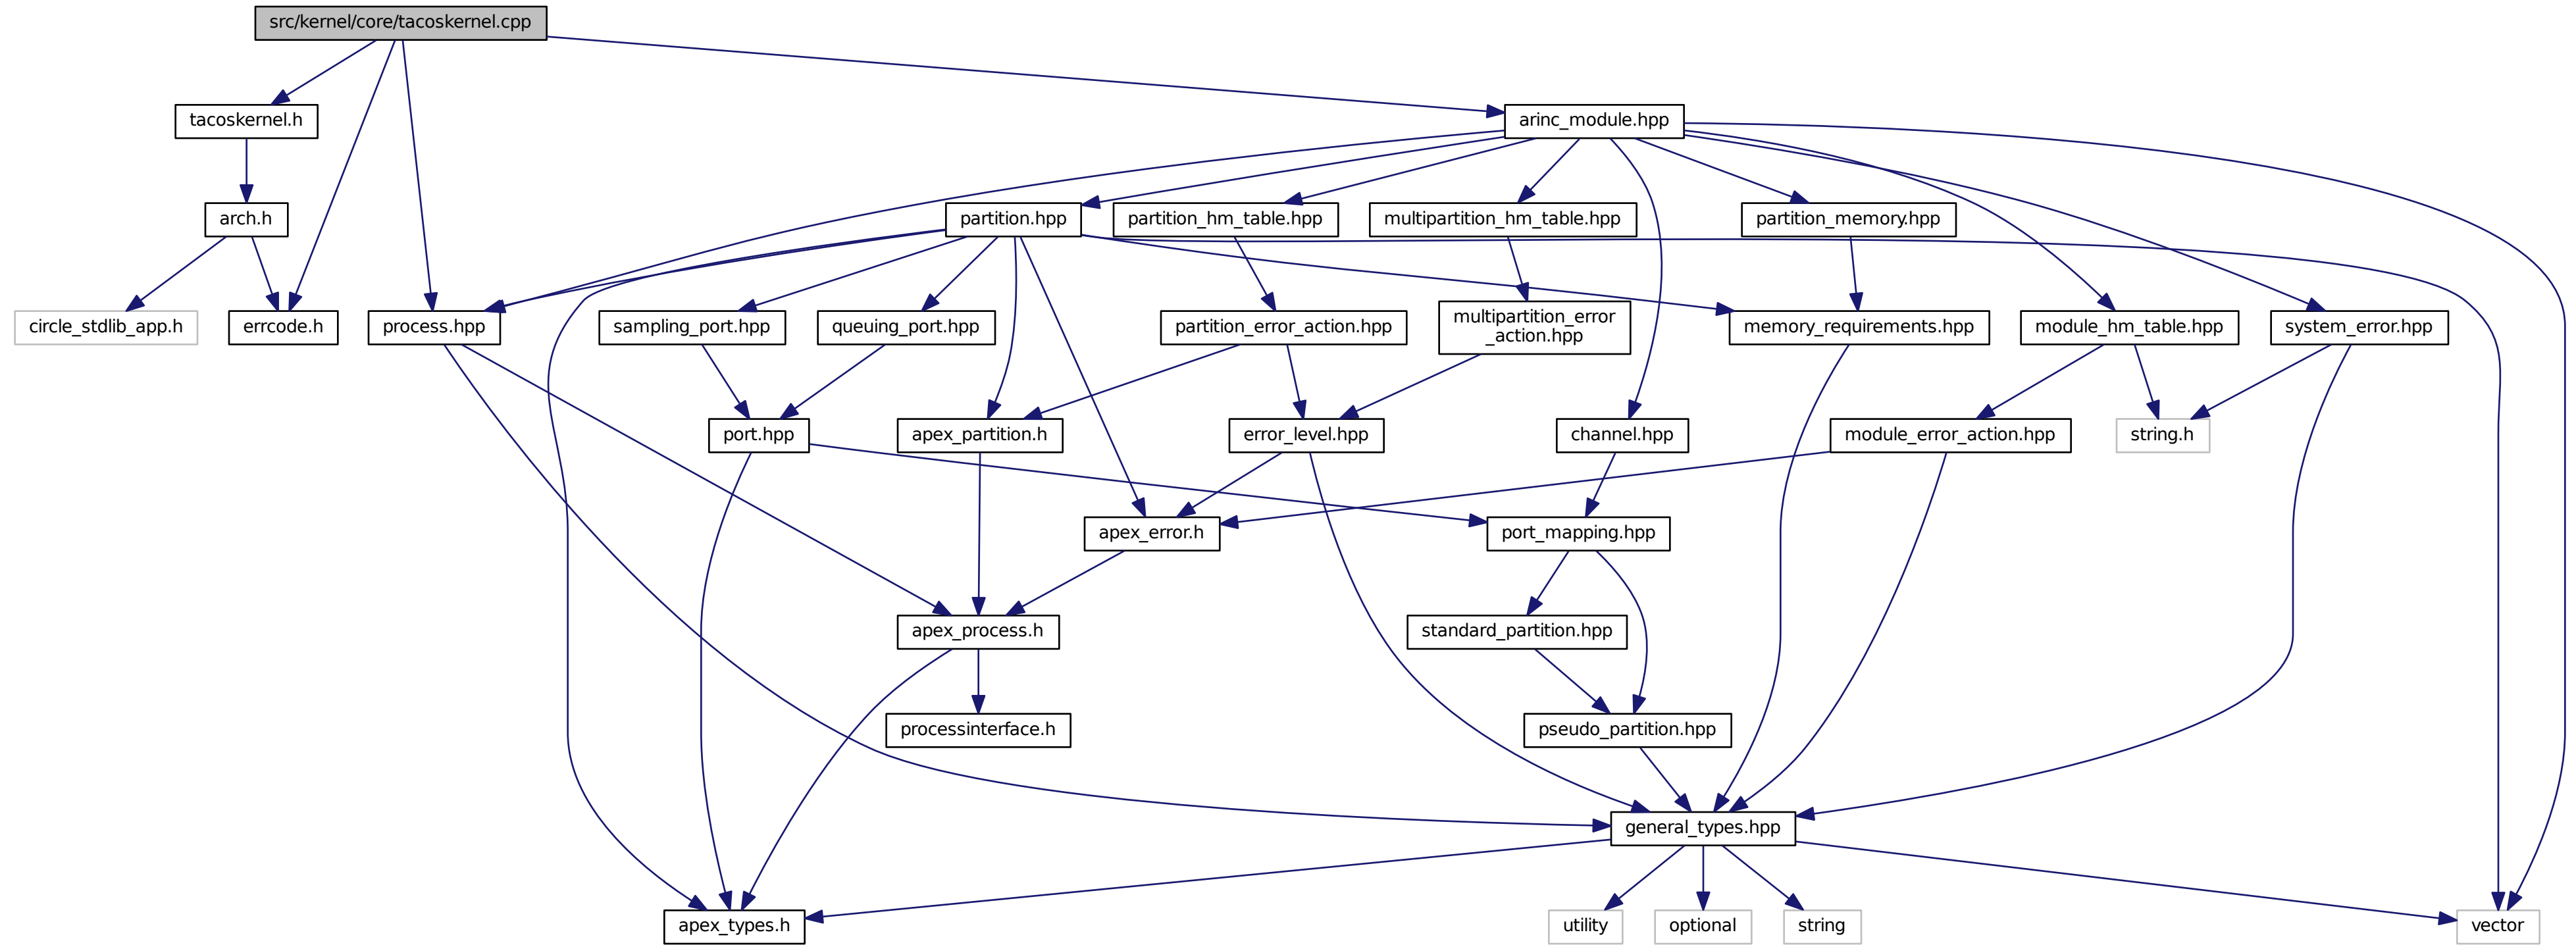 src/kernel/core/tacoskernel.cpp
tacoskernel.h
arinc_module.hpp
arch.h
partition.hpp
partition_hm_table.hpp
multipartition_hm_table.hpp
partition_memory.hpp
circle_stdlib_app.h
errcode.h
process.hpp
sampling_port.hpp
queuing_port.hpp
partition_error_action.hpp
multipartition_error
_action.hpp
memory_requirements.hpp
module_hm_table.hpp
system_error.hpp
port.hpp
apex_partition.h
error_level.hpp
channel.hpp
module_error_action.hpp
string.h
apex_error.h
port_mapping.hpp
apex_process.h
standard_partition.hpp
processinterface.h
pseudo_partition.hpp
general_types.hpp
apex_types.h
utility
optional
string
vector